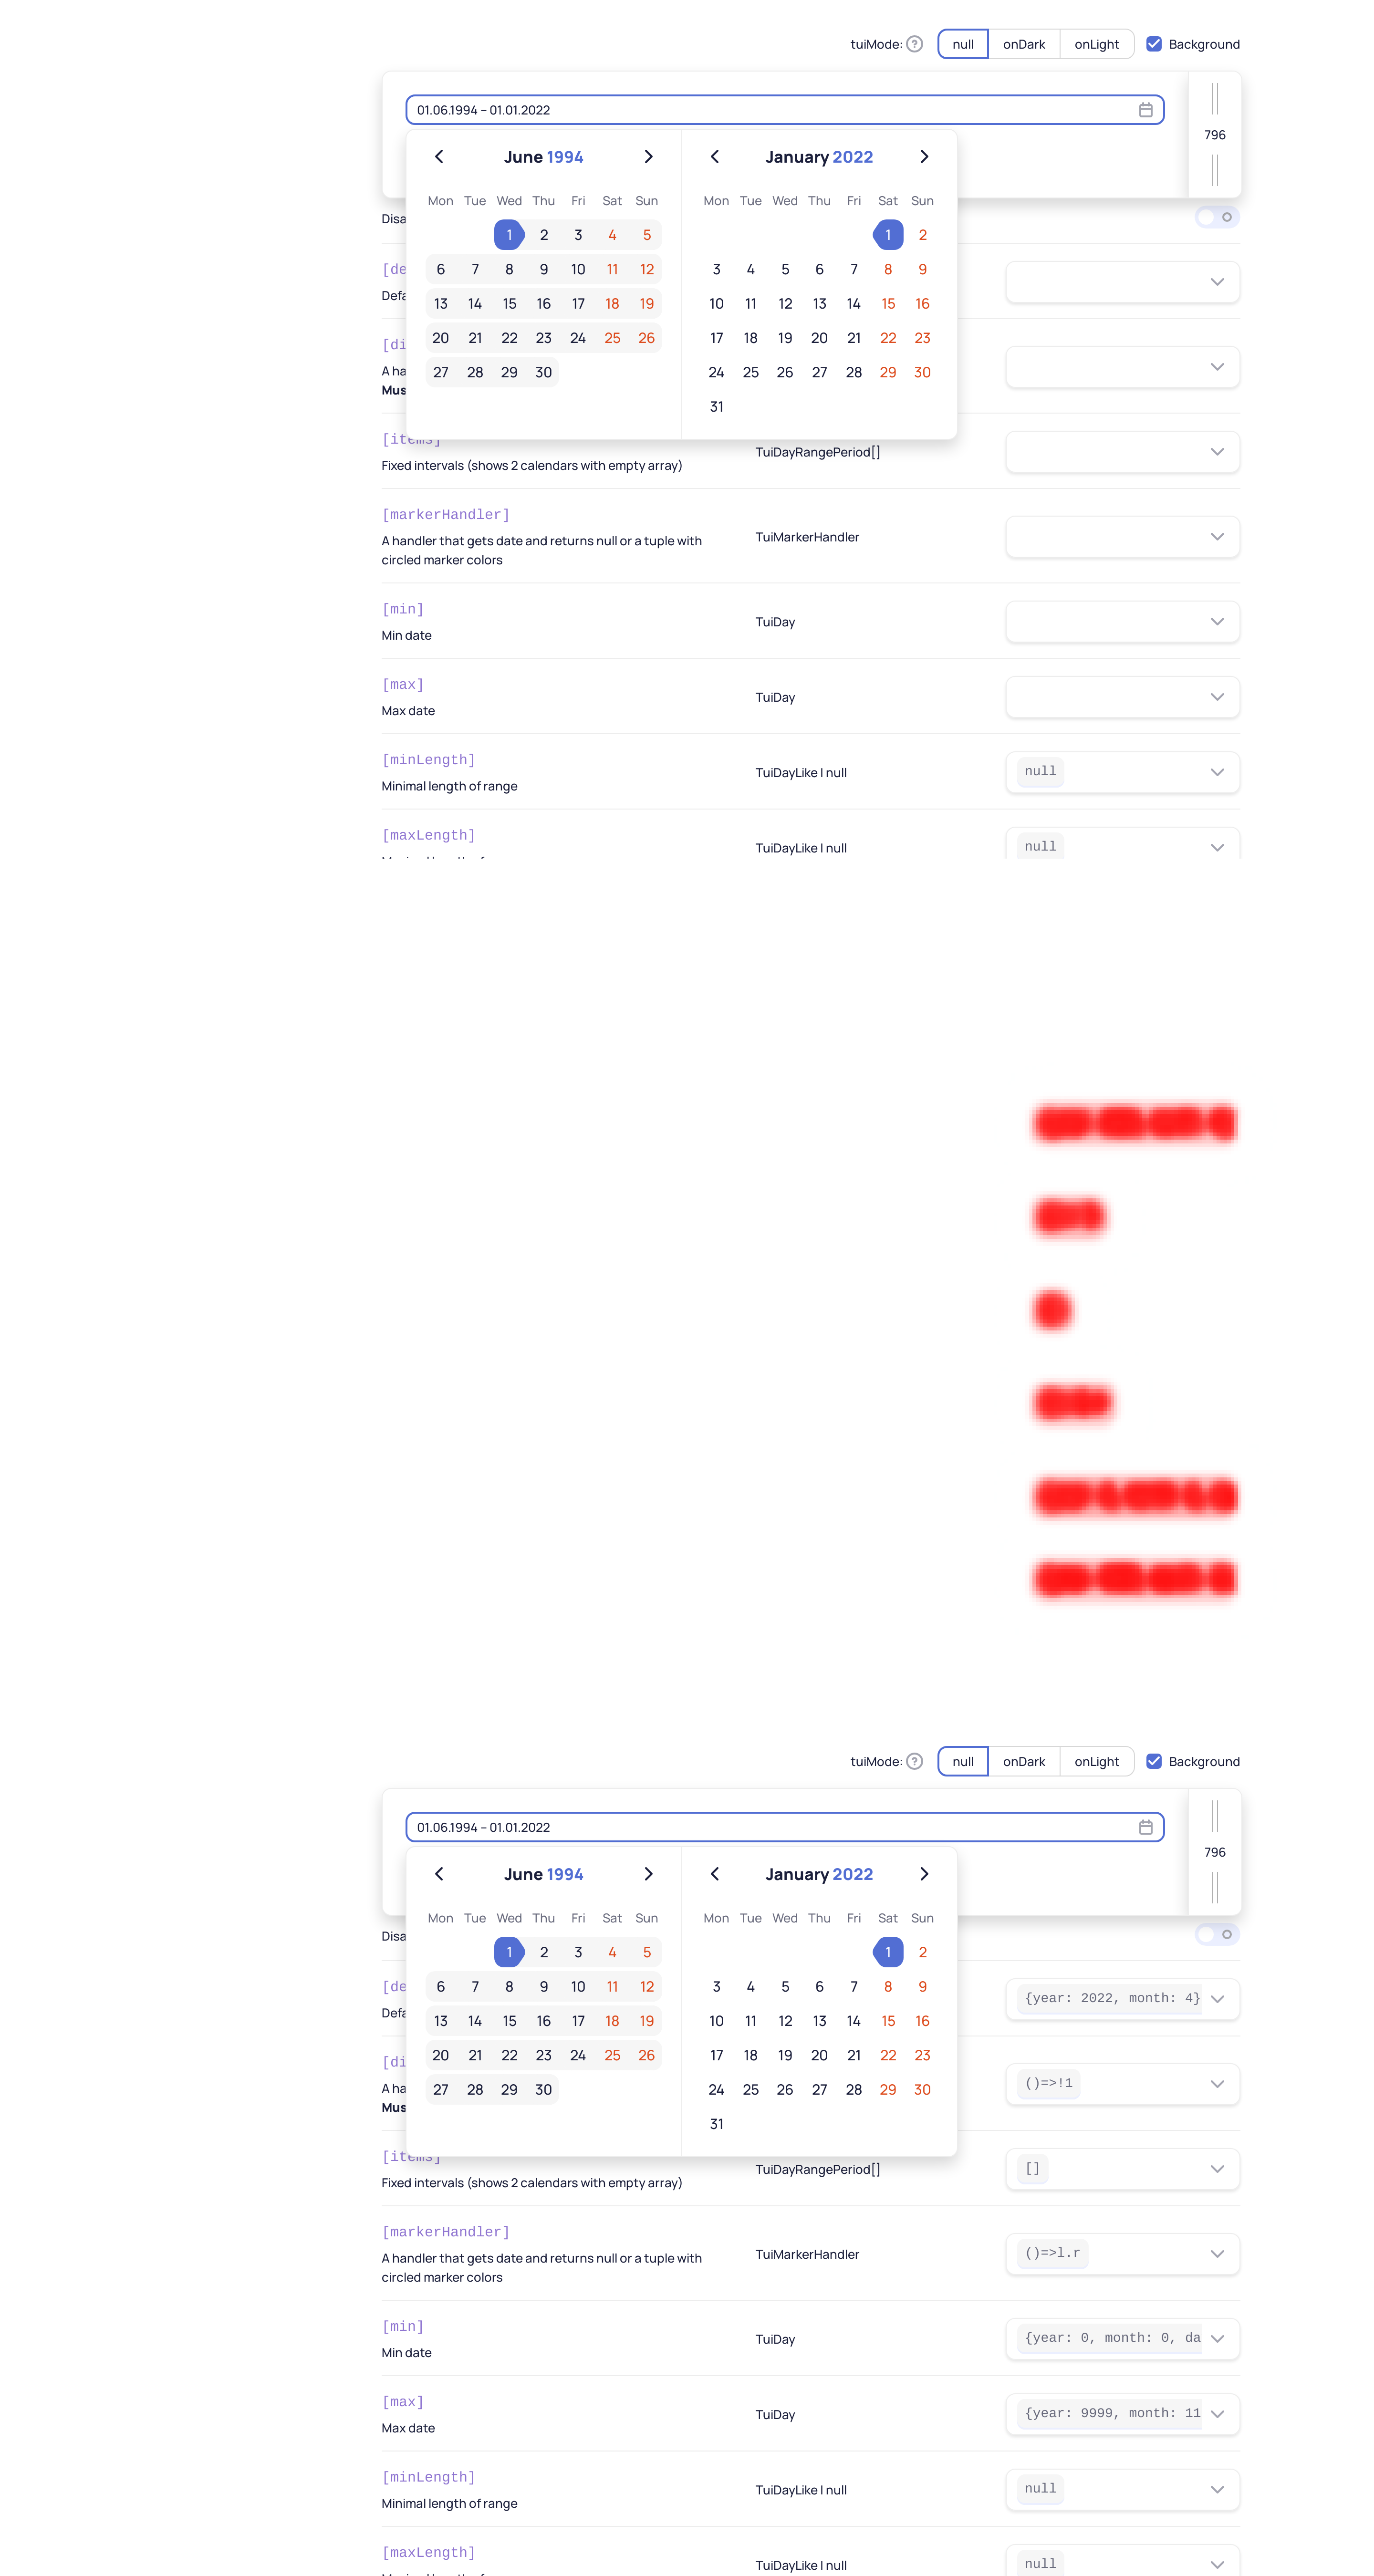 tuiMode: ? null onDark onLight Background
01.06.1994 – 01.01.2022
796
June 1994 January 2022
Mon Tue Wed Thu Fri Sat Sun Mon Tue Wed Thu Fri Sat Sun
1 2 3 4 5 1 2
6 7 8 9 10 11 12 3 4 5 6 7 8 9
13 14 15 16 17 18 19 10 11 12 13 14 15 16
20 21 22 23 24 25 26 17 18 19 20 21 22 23
27 28 29 30 24 25 26 27 28 29 30
31
Disa
[de
Defa
[di
A ha
Mus
[items]
Fixed intervals (shows 2 calendars with empty array) TuiDayRangePeriod[]
[markerHandler]
A handler that gets date and returns null or a tuple with
circled marker colors
TuiMarkerHandler
[min]
Min date
TuiDay
[max]
Max date
TuiDay
[minLength]
Minimal length of range
TuiDayLike | null
null
[maxLength]
TuiDayLike | null
null
tuiMode: ? null onDark onLight Background
01.06.1994 – 01.01.2022
796
June 1994 January 2022
Mon Tue Wed Thu Fri Sat Sun Mon Tue Wed Thu Fri Sat Sun
1 2 3 4 5 1 2
6 7 8 9 10 11 12 3 4 5 6 7 8 9
13 14 15 16 17 18 19 10 11 12 13 14 15 16
20 21 22 23 24 25 26 17 18 19 20 21 22 23
27 28 29 30 24 25 26 27 28 29 30
31
Disa
[de
Defa
{year: 2022, month: 4}
[di
A ha
Mus
()=>!1
[items]
Fixed intervals (shows 2 calendars with empty array) TuiDayRangePeriod[]
[]
[markerHandler]
A handler that gets date and returns null or a tuple with
circled marker colors
TuiMarkerHandler
()=>l.r
[min]
Min date
TuiDay
{year: 0, month: 0, da
[max]
Max date
TuiDay
{year: 9999, month: 11
[minLength]
Minimal length of range
TuiDayLike | null
null
[maxLength]
TuiDayLike | null
null